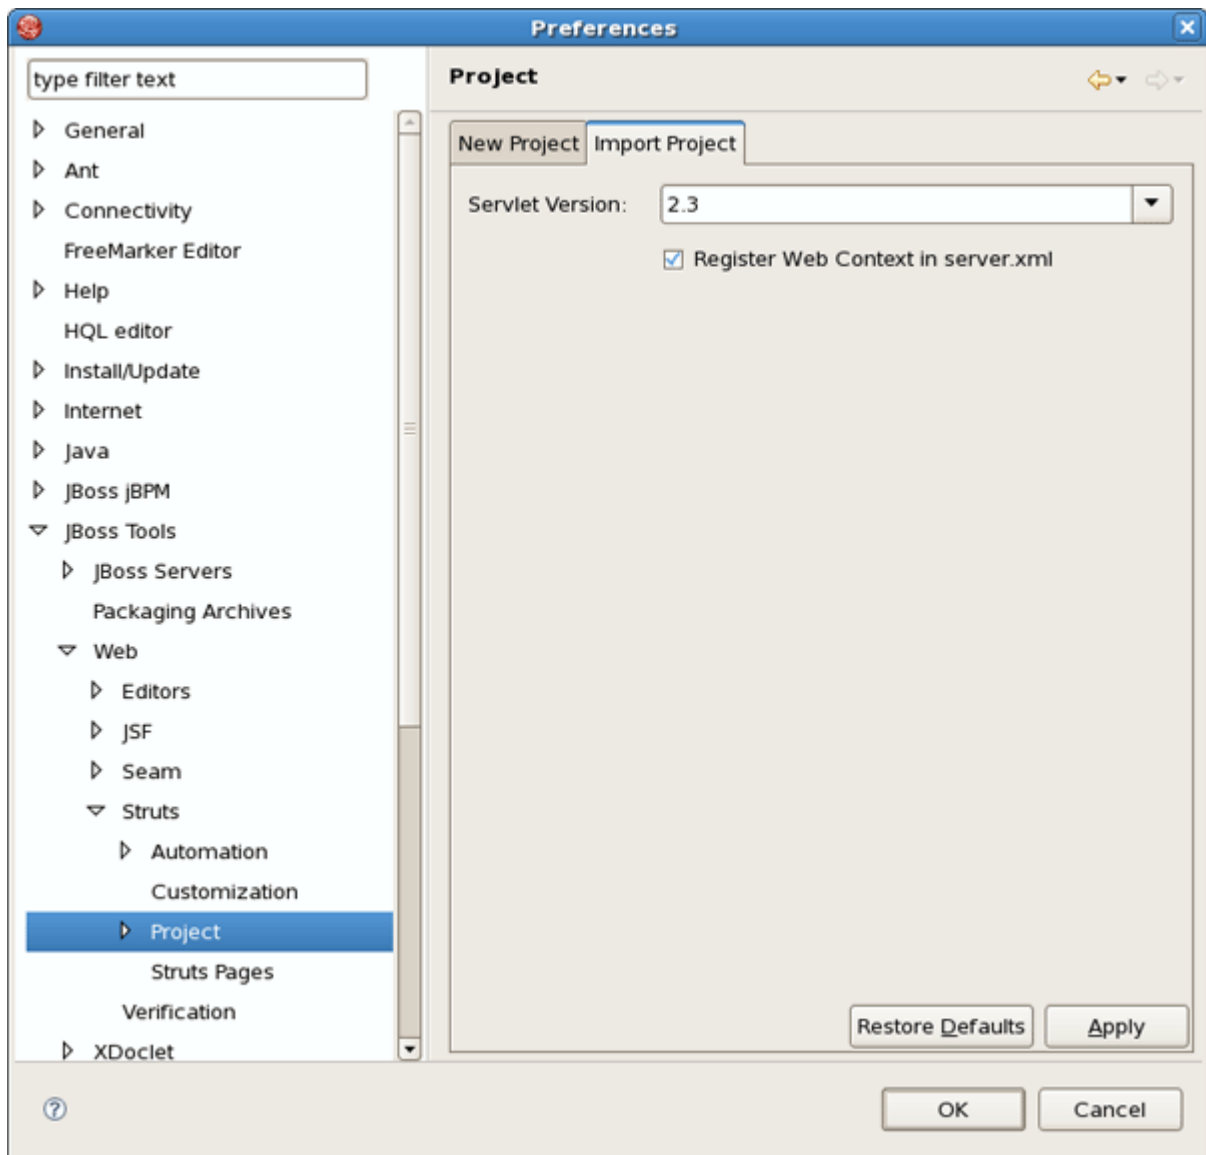 Preferences
type filter text
General
Ant
Connectivity
FreeMarker Editor
Help
HQL editor
Install/Update
Internet
Java
JBoss jBPM
JBoss Tools
JBoss Servers
Packaging Archives
Web
Editors
JSF
Seam
Struts
Automation
Customization
Project
Struts Pages
Verification
XDoclet
Project
New Project
Import Project
Servlet Version: 2.3
Register Web Context in server.xml
Restore Defaults
Apply
OK
Cancel